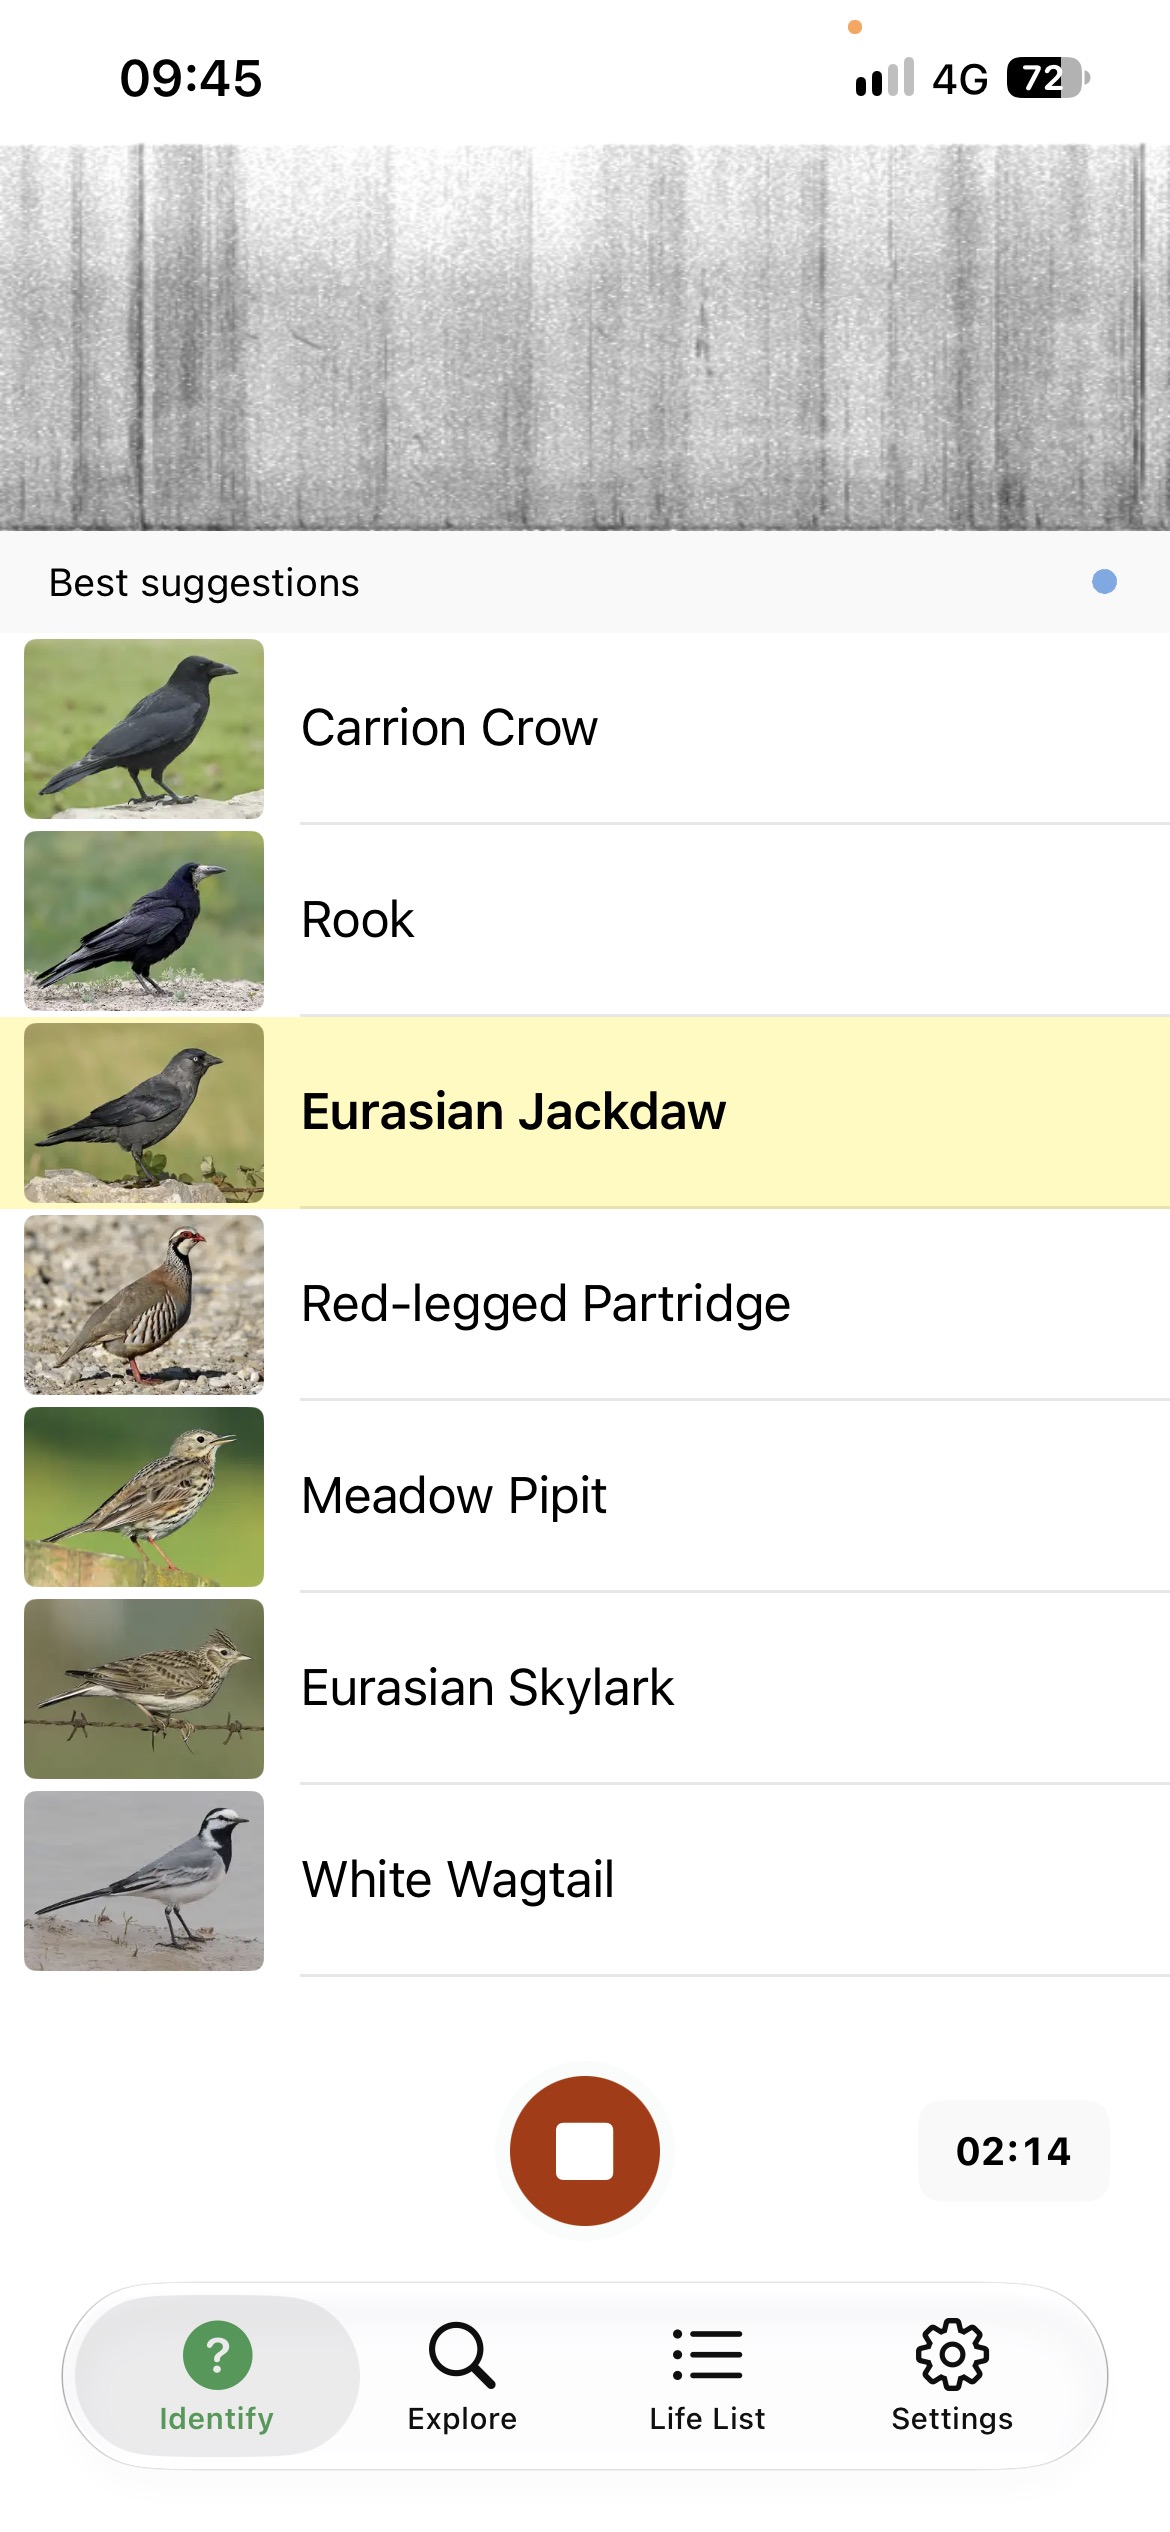 09:45
4G 72
Best suggestions
Carrion Crow
Rook
Eurasian Jackdaw
Red-legged Partridge
Meadow Pipit
Eurasian Skylark
White Wagtail
02:14
?
Identify Explore Life List Settings